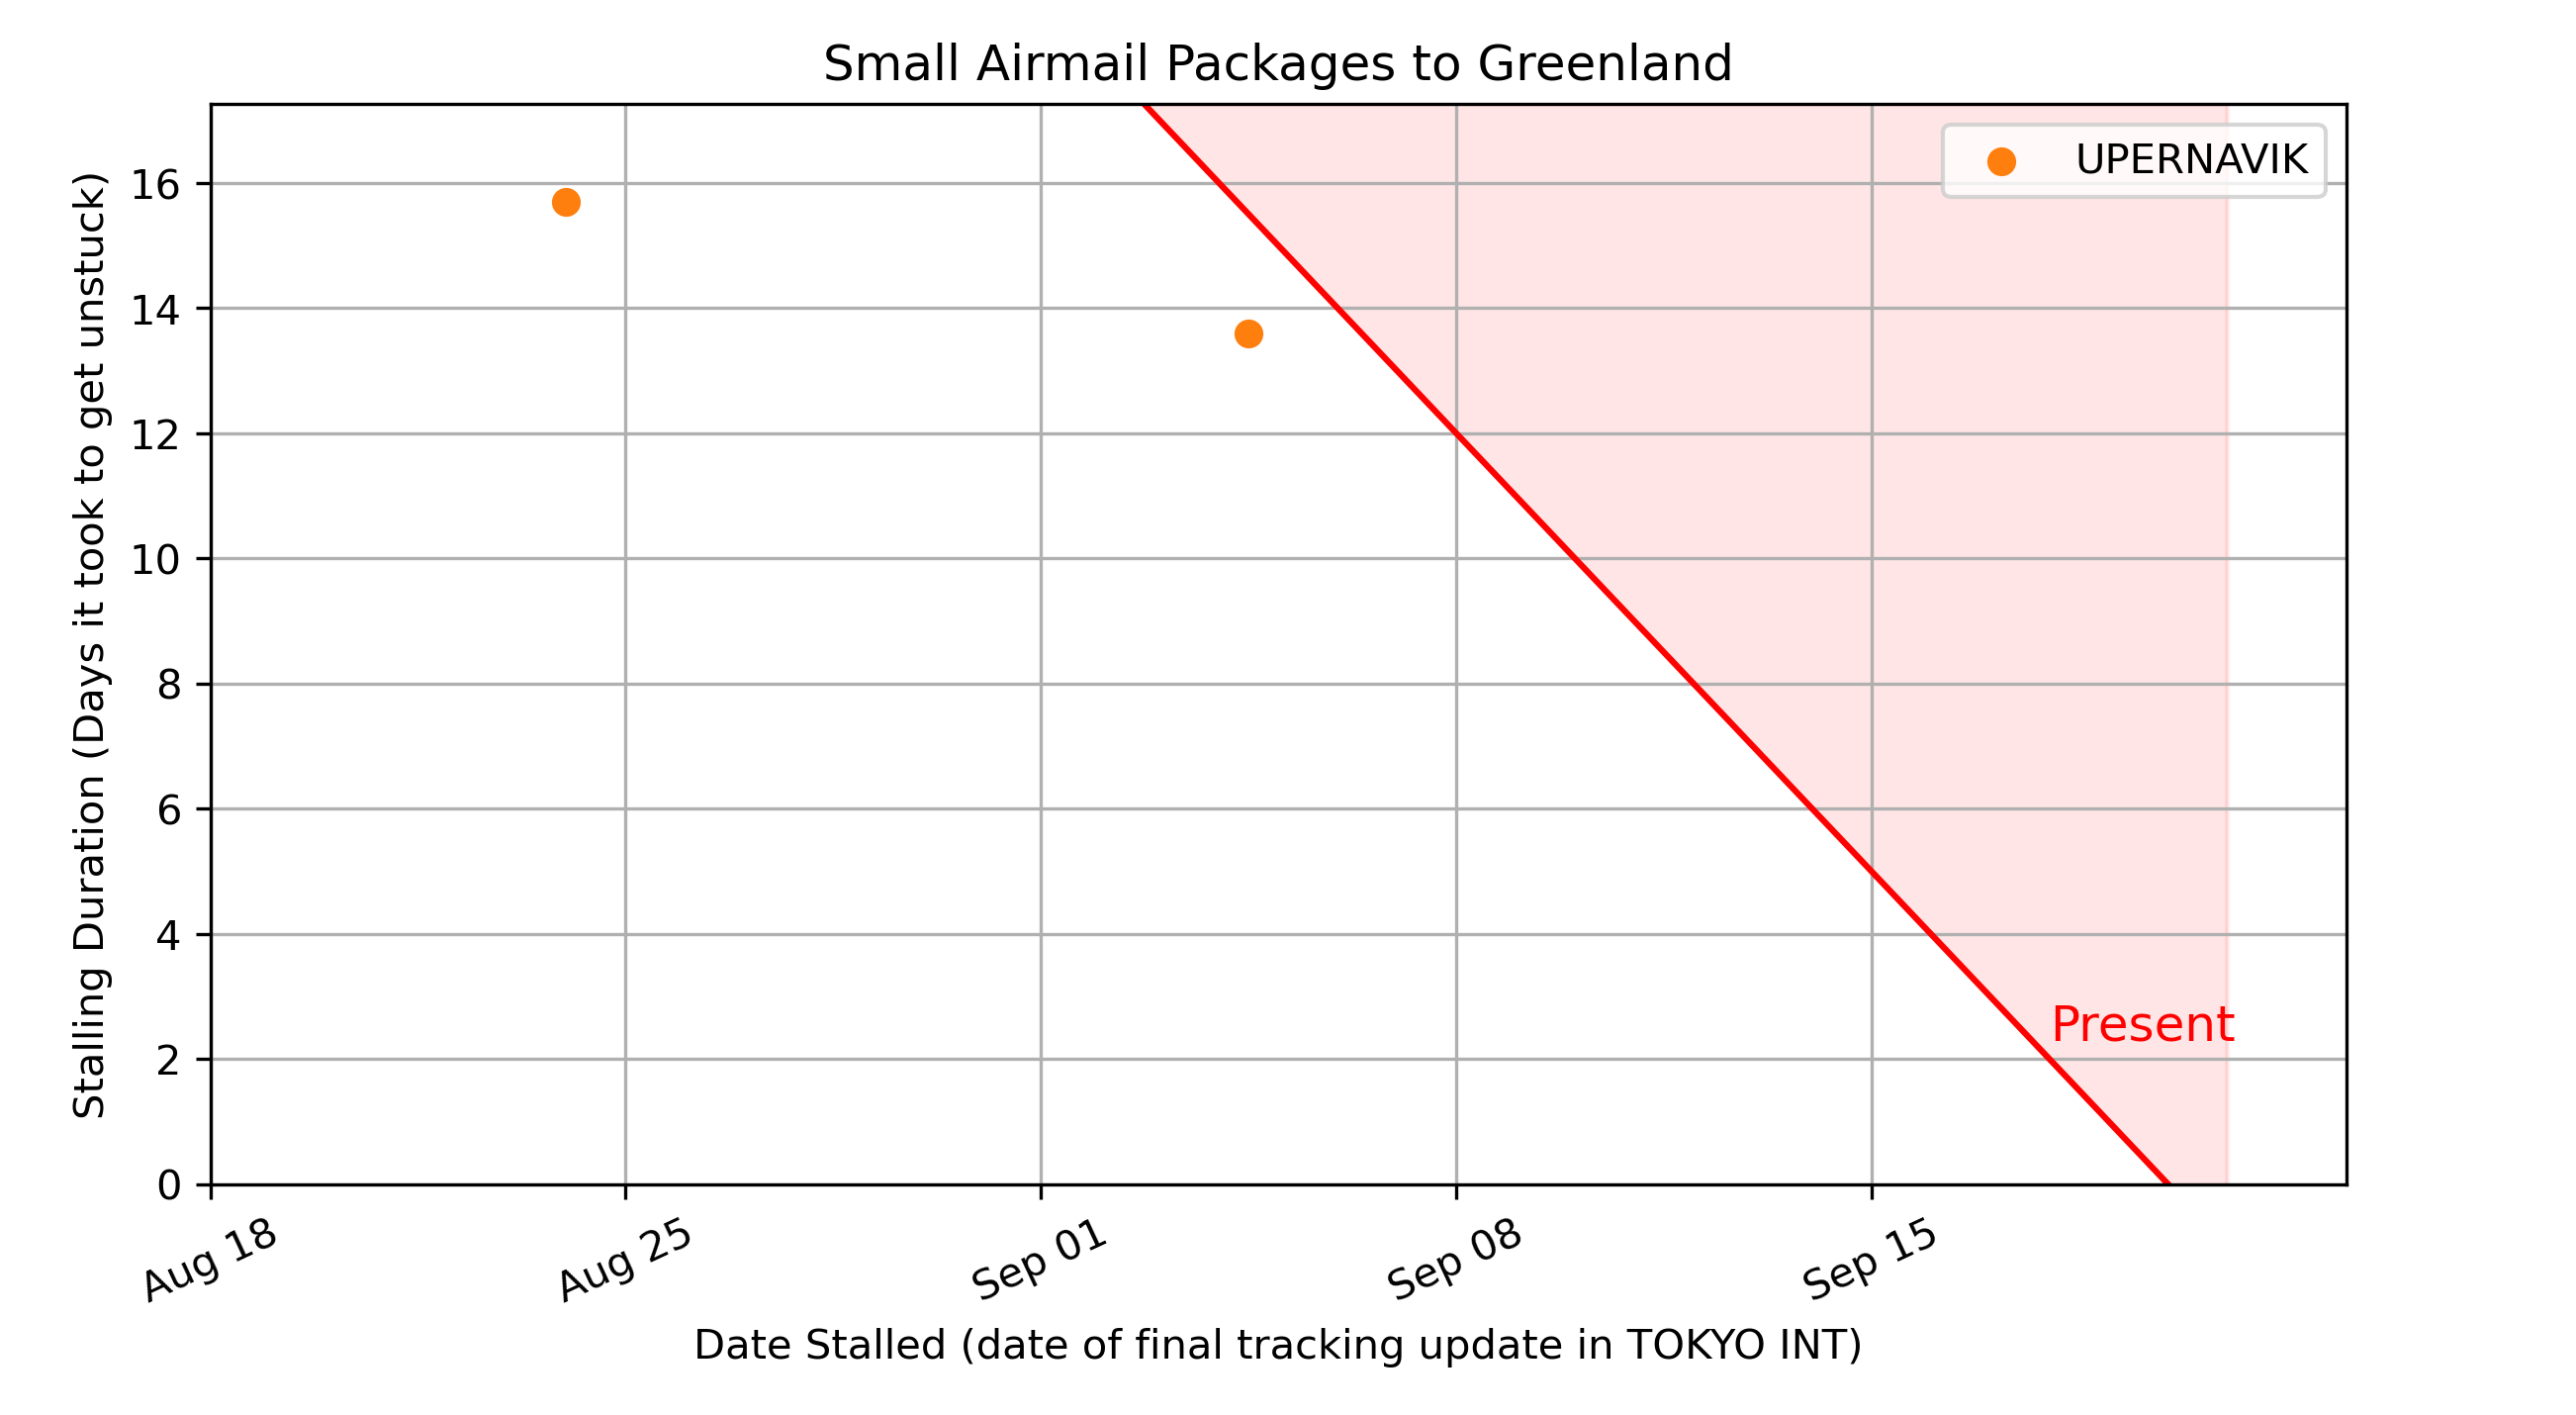 Small Airmail Packages to Greenland
UPERNAVIK
Stalling Duration (Days it took to get unstuck)
16
14
12
10
8
6
4
2
0
Present
Aug 18
Aug 25
Sep 01
Sep 08
Sep 15
Date Stalled (date of final tracking update in TOKYO INT)